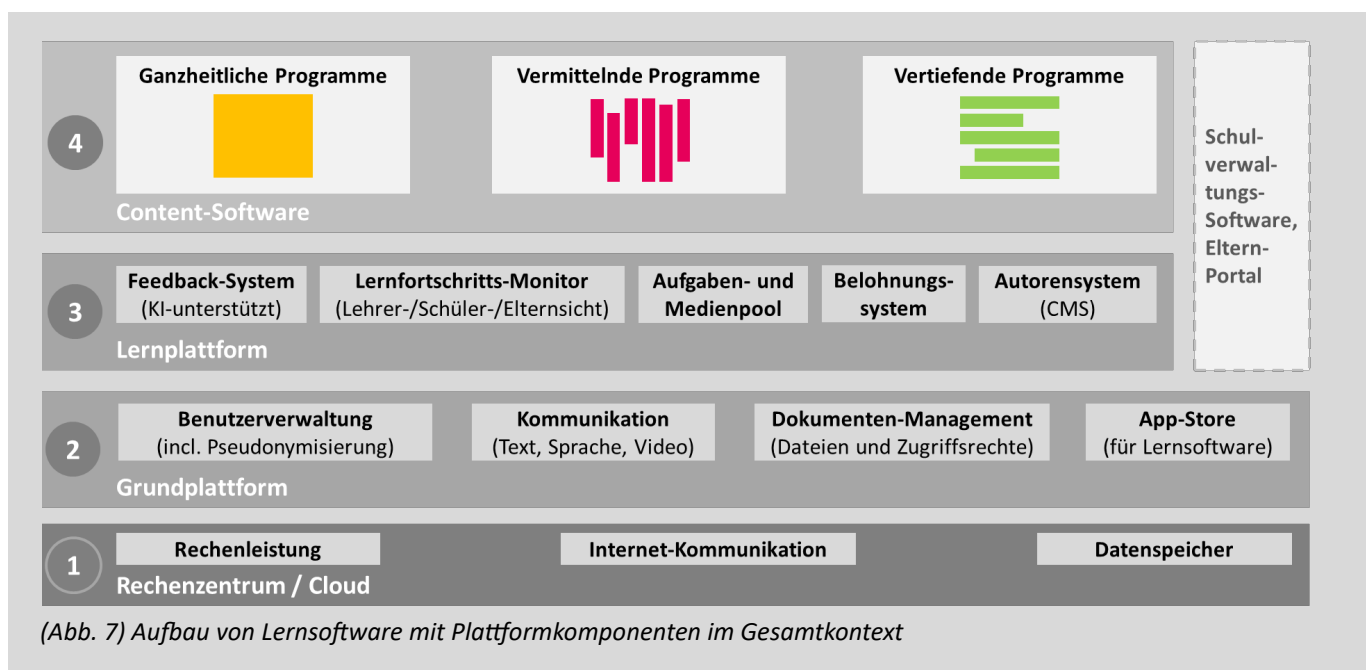 Ganzheitliche Programme
Vermittelnde Programme
Vertiefende Programme
4
Content-Software
Schul-
verwal-
tungs-
Software,
Eltern-
Portal
Feedback-System
(KI-unterstützt)
Lernfortschritts-Monitor
(Lehrer-/Schüler-/Elternsicht)
Aufgaben- und
Medienpool
Belohnungs-
system
Autorensystem
(CMS)
3
Lernplattform
Benutzerverwaltung
(incl. Pseudonymisierung)
Kommunikation
(Text, Sprache, Video)
Dokumenten-Management
(Dateien und Zugriffsrechte)
App-Store
(für Lernsoftware)
2
Grundplattform
Rechenleistung
Internet-Kommunikation
Datenspeicher
1
Rechenzentrum / Cloud
(Abb. 7) Aufbau von Lernsoftware mit Plattformkomponenten im Gesamtkontext